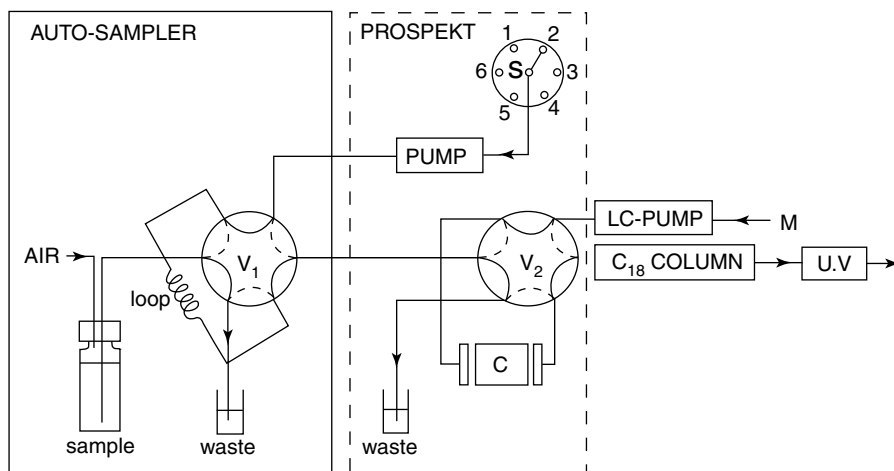 AUTO-SAMPLER
PROSPEKT
1
2
6
S
3
5
4
PUMP
LC-PUMP
M
AIR
V1
V2
C18 COLUMN
U.V
loop
C
sample
waste
waste